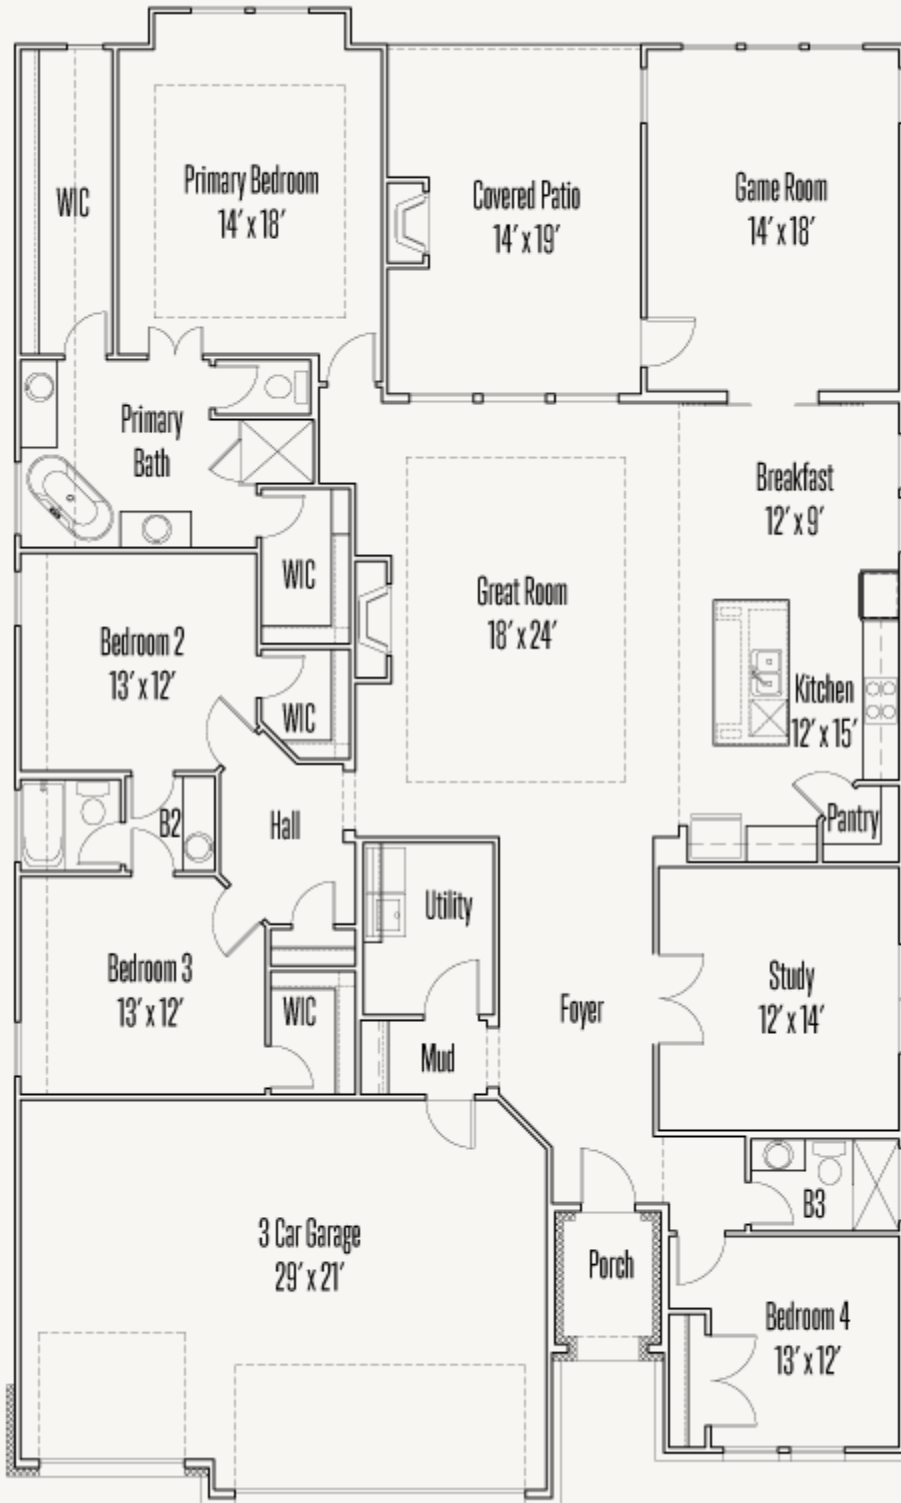 WIC
Primary Bedroom
14' x 18'
Covered Patio
14' x 19'
Game Room
14' x 18'
Primary
Bath
Breakfast
12' x 9'
WIC
Great Room
18' x 24'
Bedroom 2
13' x 12'
WIC
Kitchen
12' x 15'
B2
Hall
Pantry
Utility
Bedroom 3
13' x 12'
WIC
Foyer
Study
12' x 14'
Mud
B3
3 Car Garage
29' x 21'
Porch
Bedroom 4
13' x 12'